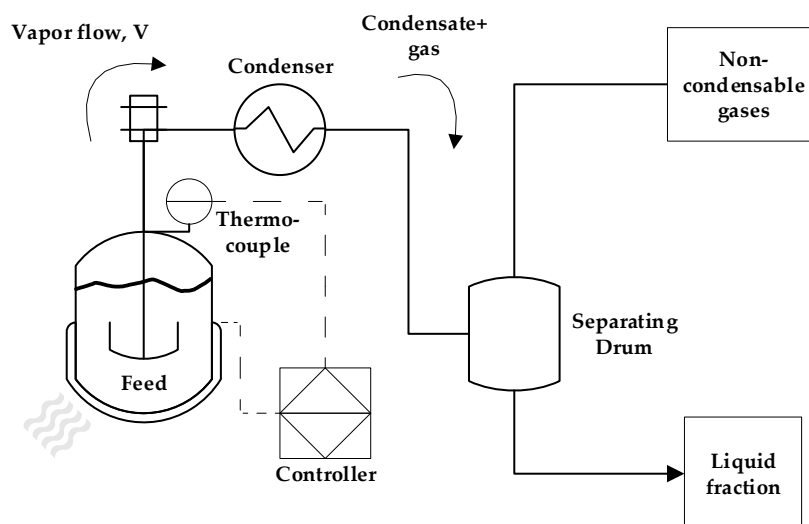 Vapor flow, V
Condenser
Condensate+
gas
Non-
condensable
gases
Thermo-
couple
Feed
Controller
Separating
Drum
Liquid
fraction